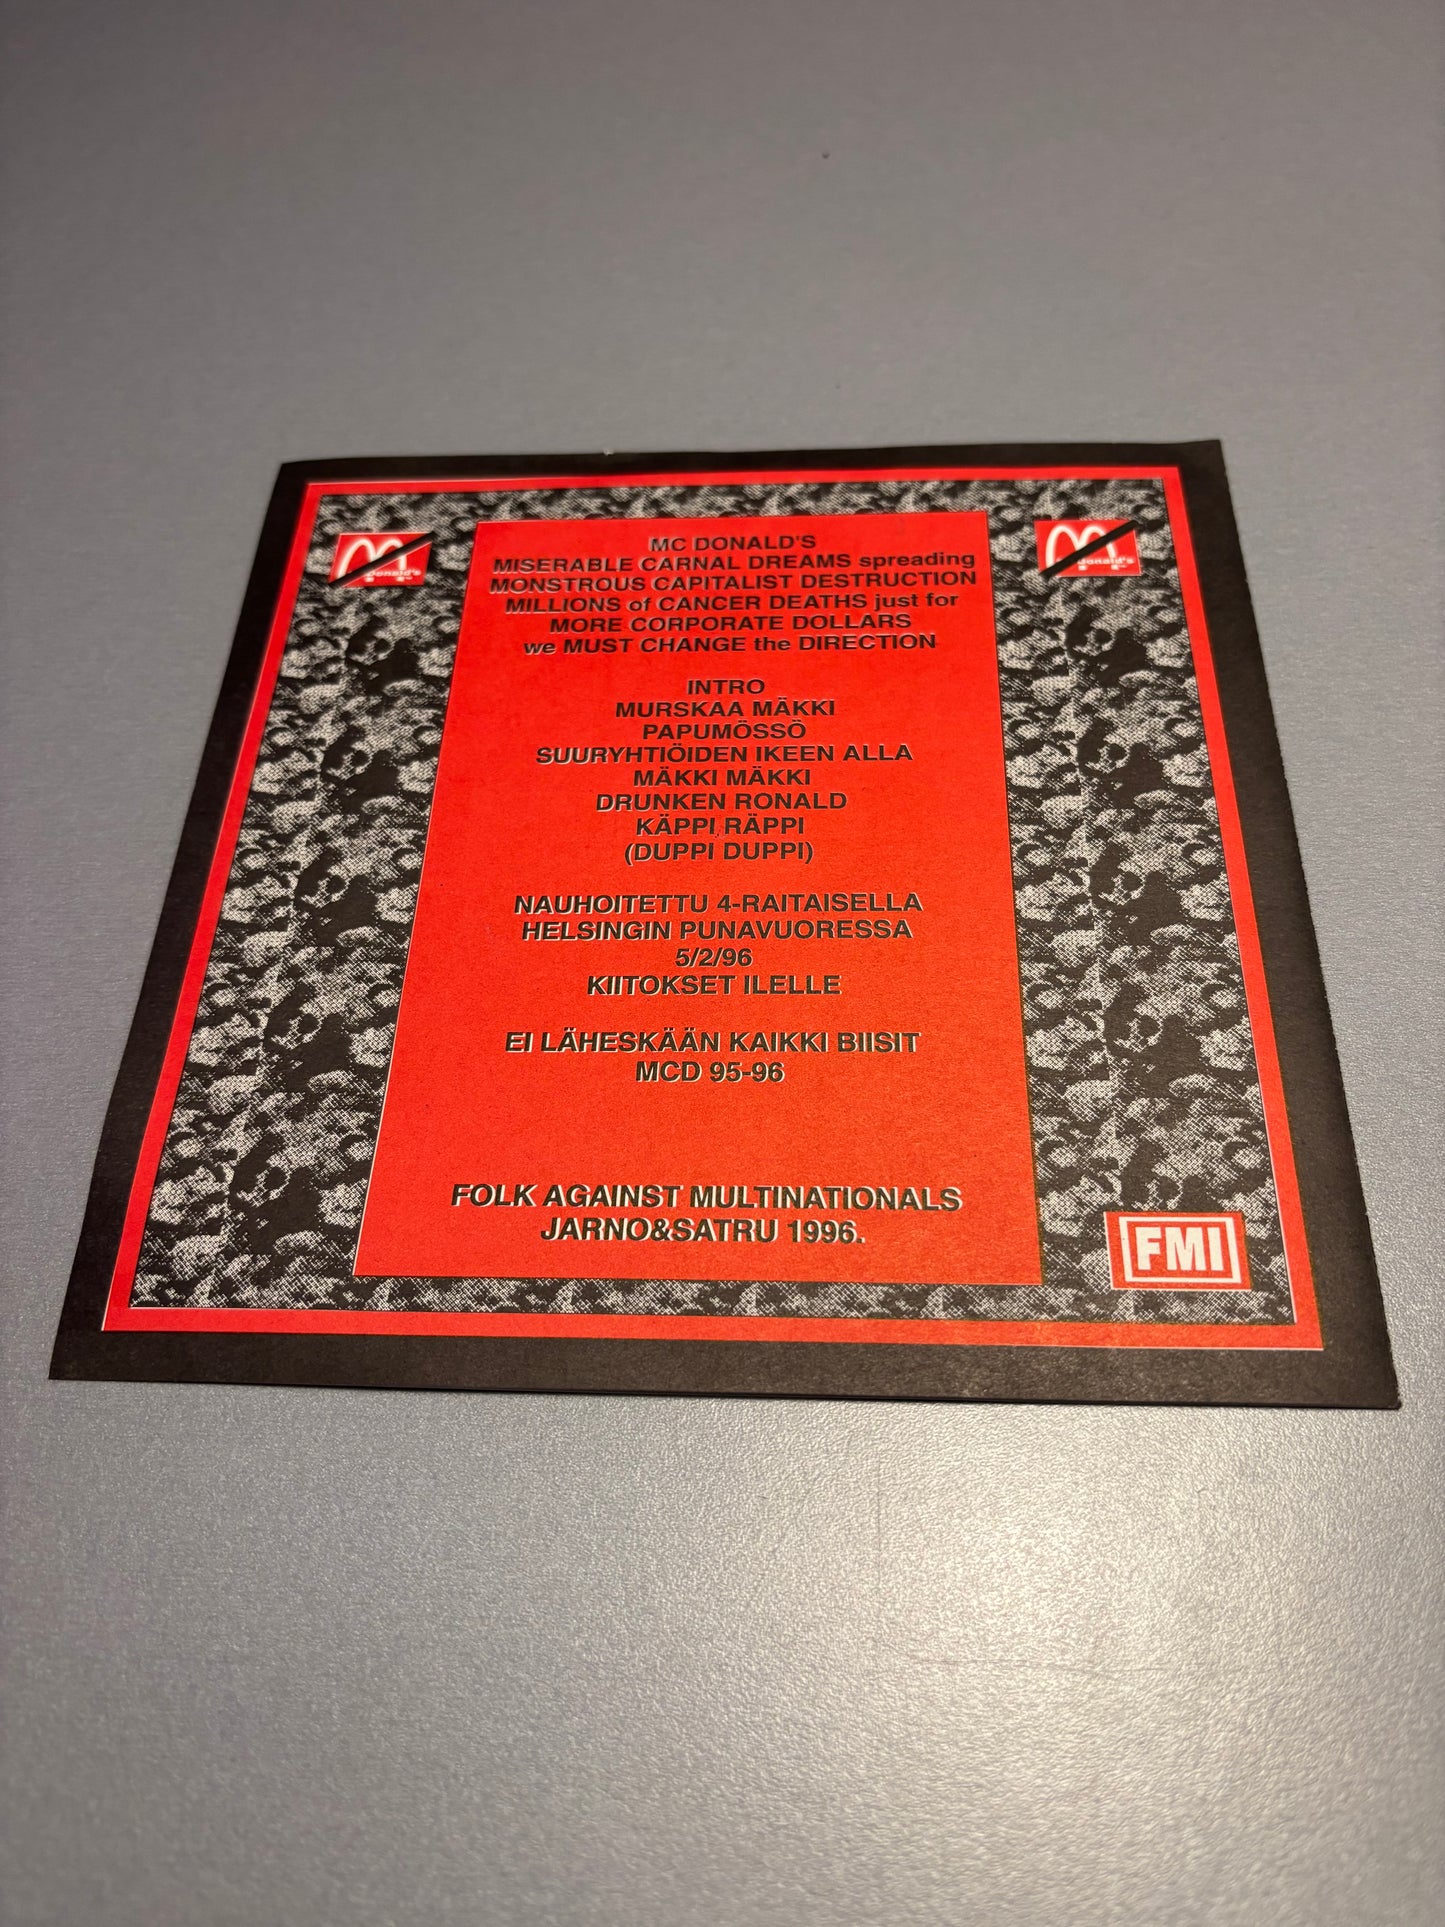 MC DONALD'S
MISERABLE CARNAL DREAMS spreading
MONSTROUS CAPITALIST DESTRUCTION
MILLIONS of CANCER DEATHS just for
MORE CORPORATE DOLLARS
we MUST CHANGE the DIRECTION
INTRO
MURSKAA MÄKKI
PAPUMÖSSÖ
SUURYHTIÖIDEN IKEEN ALLA
MÄKKI MÄKKI
DRUNKEN RONALD
KÄPPI RÄPPI
(DUPPI DUPPI)
NAUHOITETTU 4-RAITAISELLA
HELSINGIN PUNAVUORESSA
5/2/96
KIITOKSET ILELLE
EI LÄHESKÄÄN KAIKKI BIISIT
MCD 95-96
FOLK AGAINST MULTINATIONALS
JARNO&SATRU 1996.
FMI